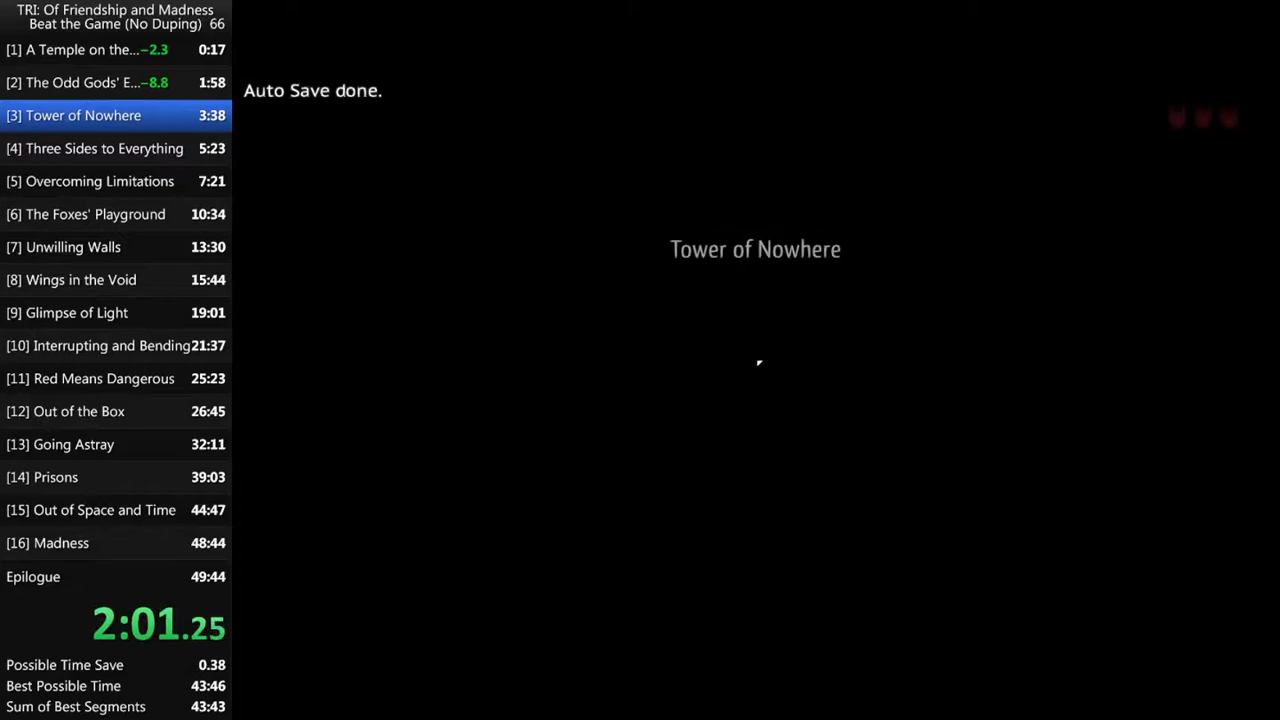 TRI: Of Friendship and Madness
Beat the Game (No Duping) 66
[1] A Temple on the... −2.3 0:17
[2] The Odd Gods' E... −8.8 1:58
[3] Tower of Nowhere 3:38
[4] Three Sides to Everything 5:23
[5] Overcoming Limitations 7:21
[6] The Foxes' Playground 10:34
[7] Unwilling Walls 13:30
[8] Wings in the Void 15:44
[9] Glimpse of Light 19:01
[10] Interrupting and Bending 21:37
[11] Red Means Dangerous 25:23
[12] Out of the Box 26:45
[13] Going Astray 32:11
[14] Prisons 39:03
[15] Out of Space and Time 44:47
[16] Madness 48:44
Epilogue 49:44
2:01.25
Possible Time Save 0.38
Best Possible Time 43:46
Sum of Best Segments 43:43
Auto Save done.
Tower of Nowhere